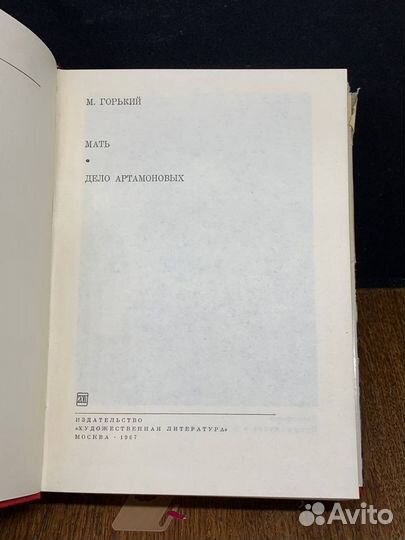 М. ГОРЬКИЙ
МАТЬ
•
ДЕЛО АРТАМОНОВЫХ
ИЗДАТЕЛЬСТВО
«ХУДОЖЕСТВЕННАЯ ЛИТЕРАТУРА»
МОСКВА · 1967
Avito